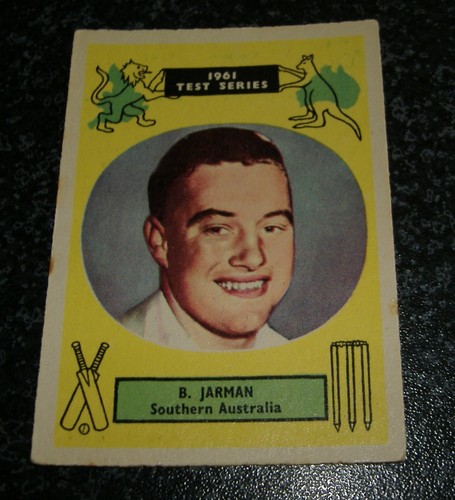 1961
TEST SERIES
B. JARMAN
Southern Australia